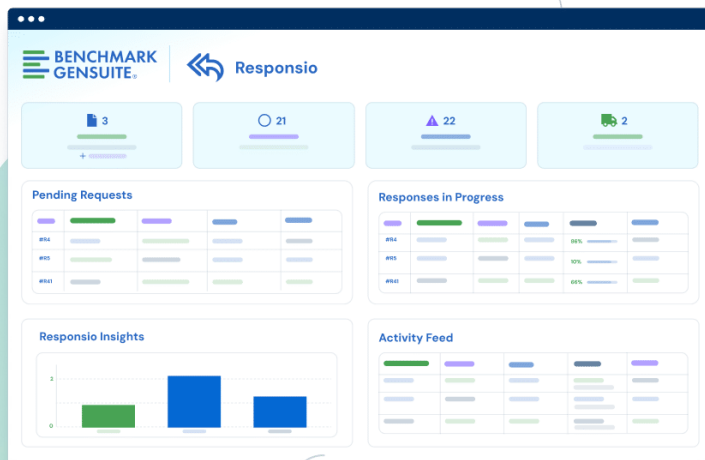 BENCHMARK
GENSUITE®
Responsio
3
21
22
2
+
Pending Requests
#R4
#R5
#R41
Responses in Progress
#R4
#R5
92%
#R41
Responsio Insights
2
0
Activity Feed